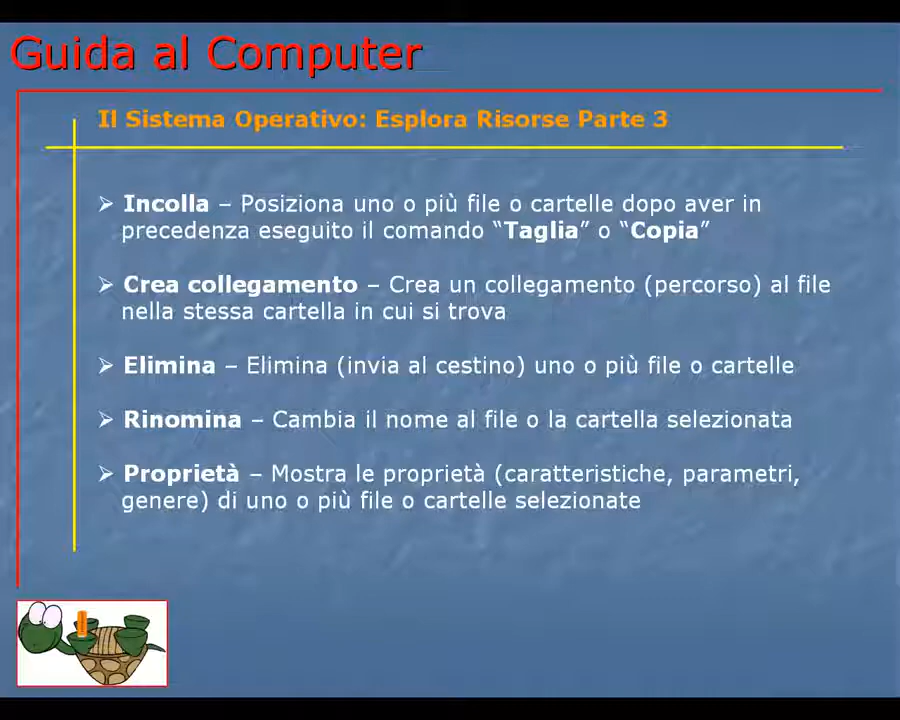 Guida al Computer
Il Sistema Operativo: Esplora Risorse Parte 3
➢ Incolla – Posiziona uno o più file o cartelle dopo aver in
precedenza eseguito il comando “Taglia” o “Copia”
➢ Crea collegamento – Crea un collegamento (percorso) al file
nella stessa cartella in cui si trova
➢ Elimina – Elimina (invia al cestino) uno o più file o cartelle
➢ Rinomina – Cambia il nome al file o la cartella selezionata
➢ Proprietà – Mostra le proprietà (caratteristiche, parametri,
genere) di uno o più file o cartelle selezionate